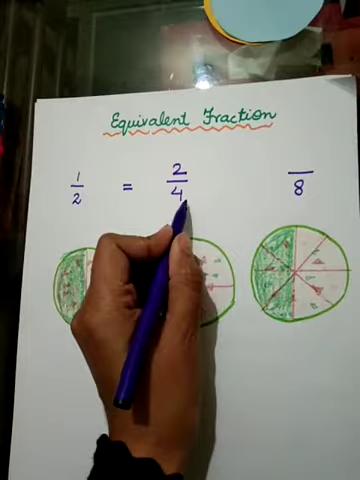 Equivalent Fraction
1/2 = 2/4 /8